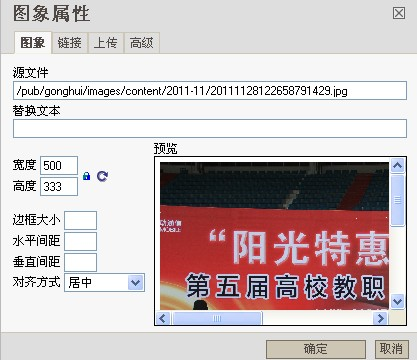 图象属性
图象 链接 上传 高级
源文件
/pub/gonghui/images/content/2011-11/20111128122658791429.jpg
替换文本
宽度 500
高度 333
边框大小
水平间距
垂直间距
对齐方式 居中
预览
“阳光特惠
第五届高校教职
确定 取消